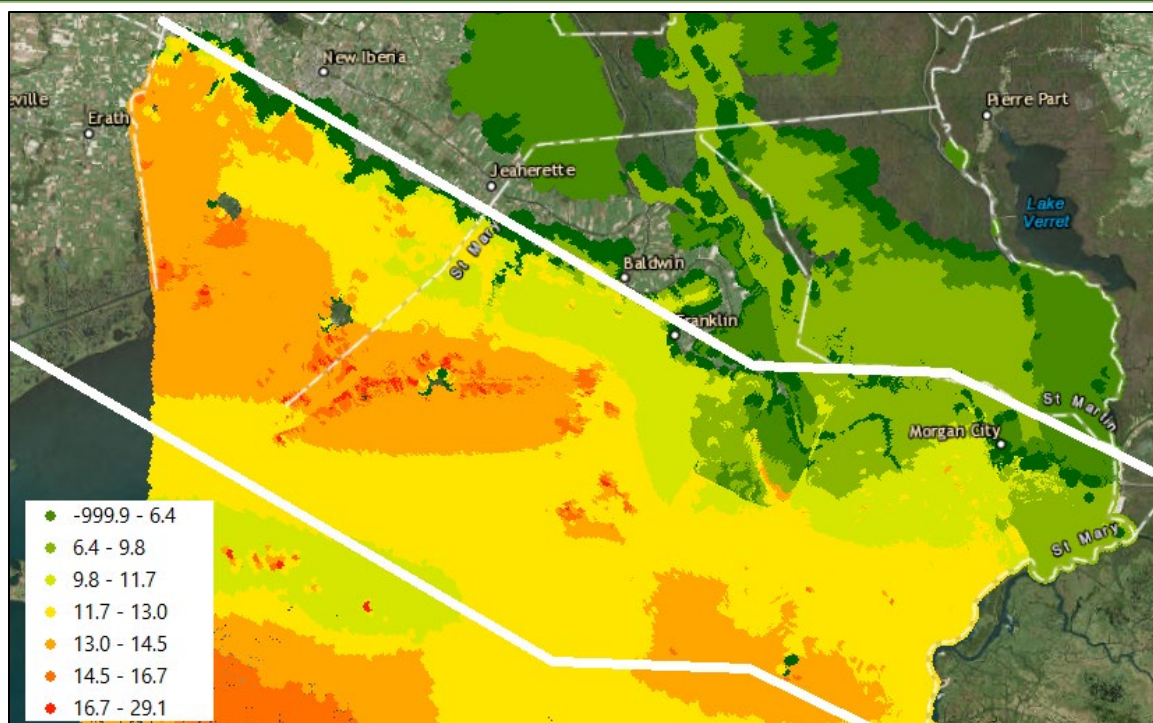 New Iberia
eville
Erath
Pierre Part
Jeanerette
Lake
Verret
St Mary
Baldwin
ranklin
St Martin
Morgan City
St Mary
-999.9 - 6.4
6.4 - 9.8
9.8 - 11.7
11.7 - 13.0
13.0 - 14.5
14.5 - 16.7
16.7 - 29.1